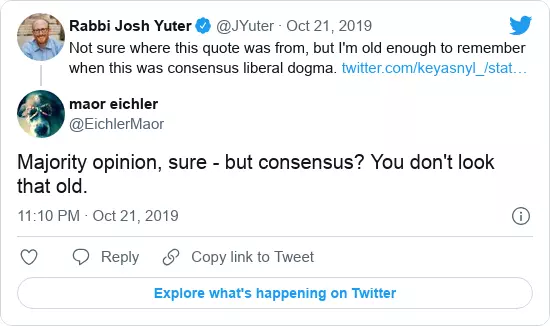 Rabbi Josh Yuter @JYuter · Oct 21, 2019
Not sure where this quote was from, but I'm old enough to remember
when this was consensus liberal dogma. twitter.com/keyasnyl_/stat…
maor eichler
@EichlerMaor
Majority opinion, sure - but consensus? You don't look
that old.
11:10 PM · Oct 21, 2019
Reply
Copy link to Tweet
Explore what's happening on Twitter